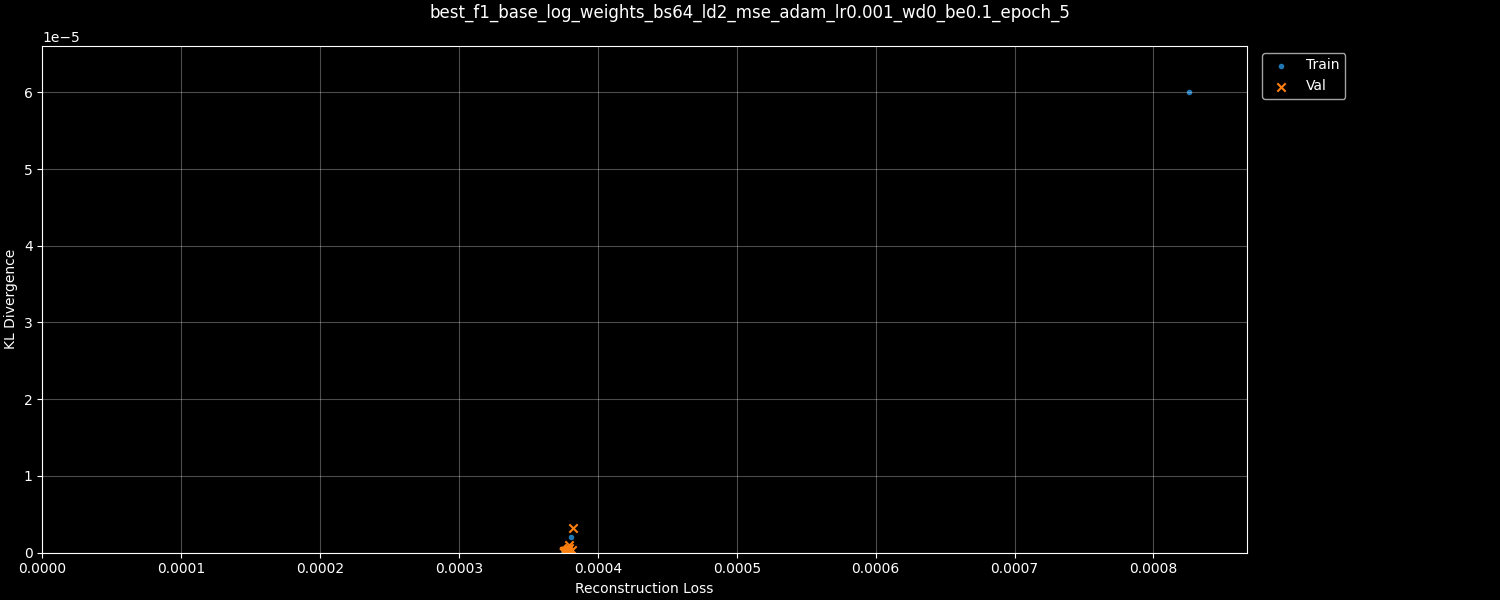 best_f1_base_log_weights_bs64_ld2_mse_adam_lr0.001_wd0_be0.1_epoch_5
1e−5
Train
Val
6
5
4
3
2
1
0
KL Divergence
0.0000 0.0001 0.0002 0.0003 0.0004 0.0005 0.0006 0.0007 0.0008
Reconstruction Loss